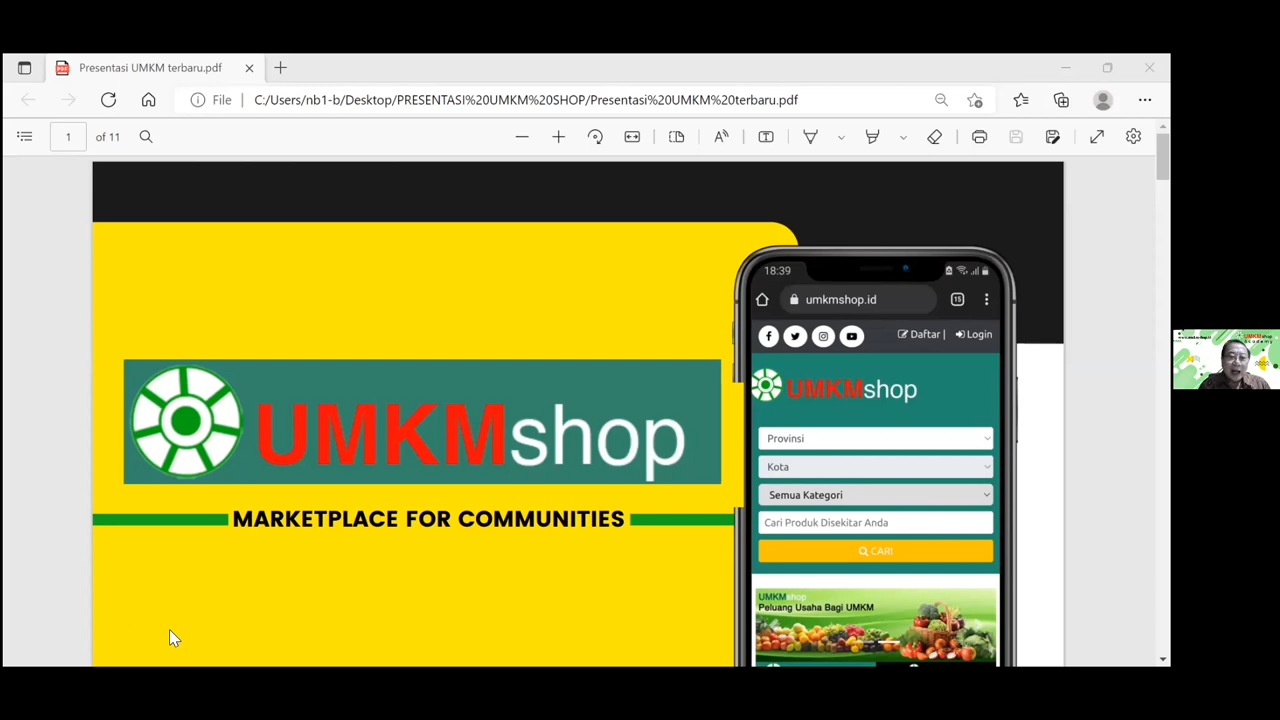 Presentasi UMKM terbaru.pdf
File
C:/Users/nb1-b/Desktop/PRESENTASI%20UMKM%20SHOP/Presentasi%20UMKM%20terbaru.pdf
1 of 11
18:39
umkmshop.id
15
Daftar | Login
UMKMshop
Provinsi
Kota
Semua Kategori
Cari Produk Disekitar Anda
CARI
UMKMshop
Peluang Usaha Bagi UMKM
UMKMshop
MARKETPLACE FOR COMMUNITIES
UMKMshop
Academy